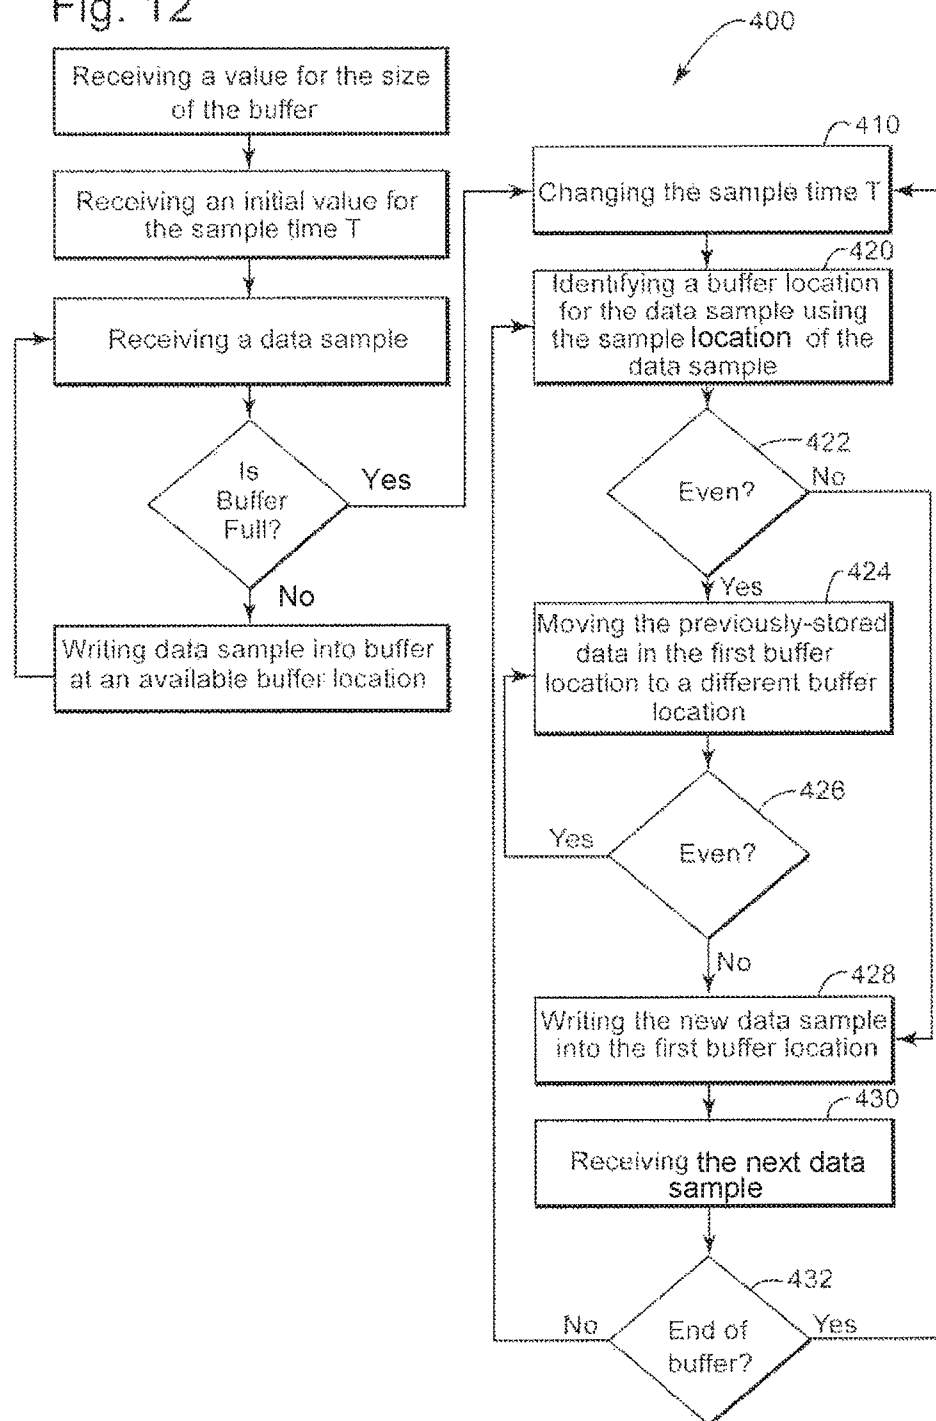 Fig. 12
400
Receiving a value for the size
of the buffer
Receiving an initial value for
the sample time T
Receiving a data sample
Is
Buffer
Full?
Yes
No
Writing data sample into buffer
at an available buffer location
410
Changing the sample time T
420
Identifying a buffer location
for the data sample using
the sample location of the
data sample
422
Even?
No
Yes
424
Moving the previously-stored
data in the first buffer
location to a different buffer
location
426
Even?
Yes
No
428
Writing the new data sample
into the first buffer location
430
Receiving the next data
sample
432
End of
buffer?
No
Yes